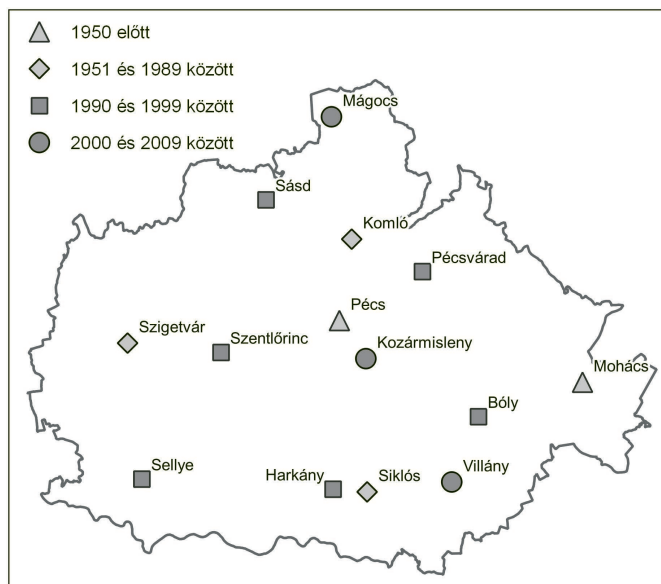 1950 előtt
1951 és 1989 között
1990 és 1999 között
2000 és 2009 között
Mágocs
Sásd
Komló
Pécsvárad
Pécs
Szigetvár
Szentlőrinc
Kozármisleny
Mohács
Bóly
Sellye
Harkány
Siklós
Villány